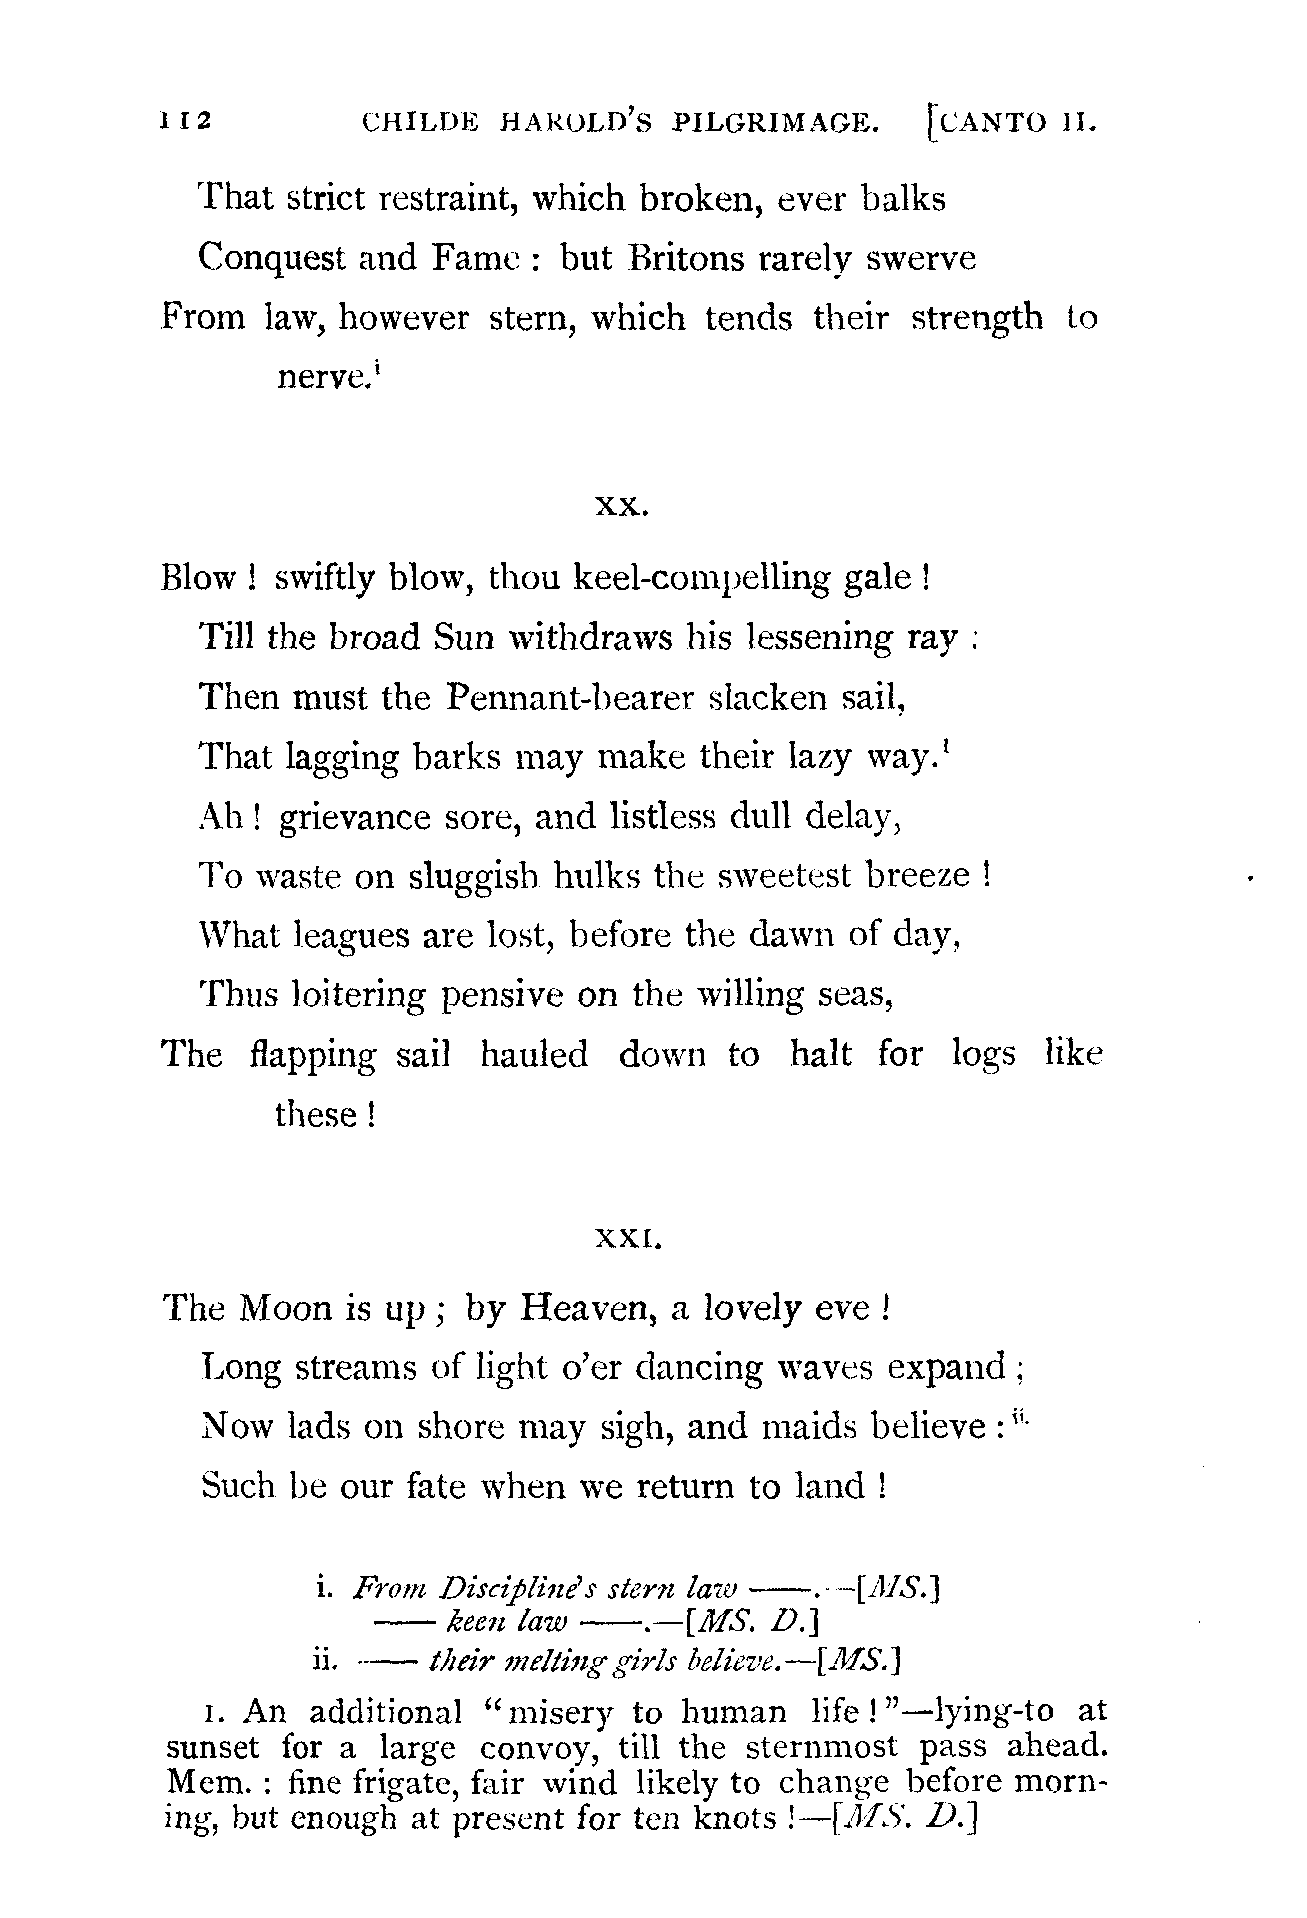 112 CHILDE HAROLD'S PILGRIMAGE. [CANTO II.
That strict restraint, which broken, ever balks
Conquest and Fame : but Britons rarely swerve
From law, however stern, which tends their strength to
nerve.i
XX.
Blow ! swiftly blow, thou keel-compelling gale !
Till the broad Sun withdraws his lessening ray :
Then must the Pennant-bearer slacken sail,
That lagging barks may make their lazy way.1
Ah ! grievance sore, and listless dull delay,
To waste on sluggish hulks the sweetest breeze !
What leagues are lost, before the dawn of day,
Thus loitering pensive on the willing seas,
The flapping sail hauled down to halt for logs like
these !
XXI.
The Moon is up ; by Heaven, a lovely eve !
Long streams of light o'er dancing waves expand ;
Now lads on shore may sigh, and maids believe : ii.
Such be our fate when we return to land !
i. From Discipline's stern law ——.—[MS.]
—— keen law ——.—[MS. D.]
ii. —— their melting girls believe.—[MS.]
1. An additional "misery to human life !"—lying-to at
sunset for a large convoy, till the sternmost pass ahead.
Mem. : fine frigate, fair wind likely to change before morn-
ing, but enough at present for ten knots !—[MS. D.]